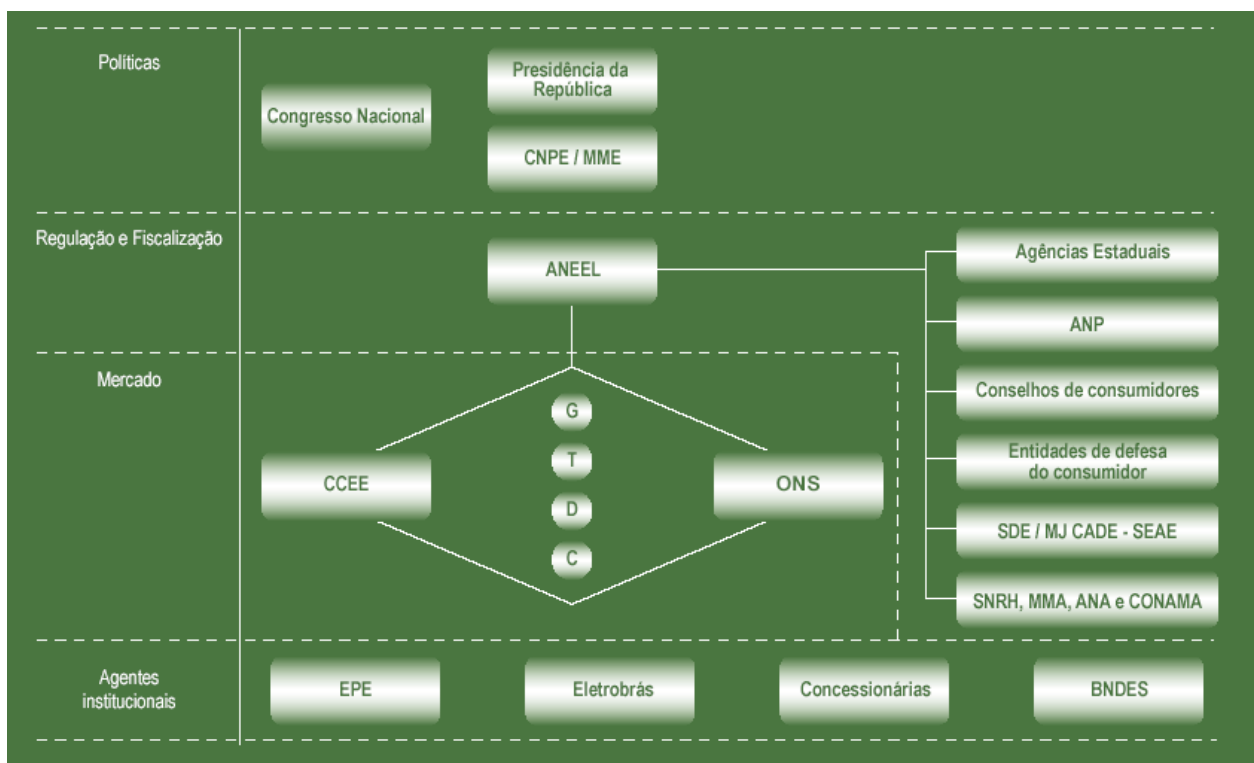 Políticas
Congresso Nacional
Presidência da
República
CNPE / MME
Regulação e Fiscalização
ANEEL
Agências Estaduais
ANP
Conselhos de consumidores
Entidades de defesa
do consumidor
SDE / MJ CADE - SEAE
SNRH, MMA, ANA e CONAMA
Mercado
CCEE
G
T
D
C
ONS
Agentes
institucionais
EPE
Eletrobrás
Concessionárias
BNDES